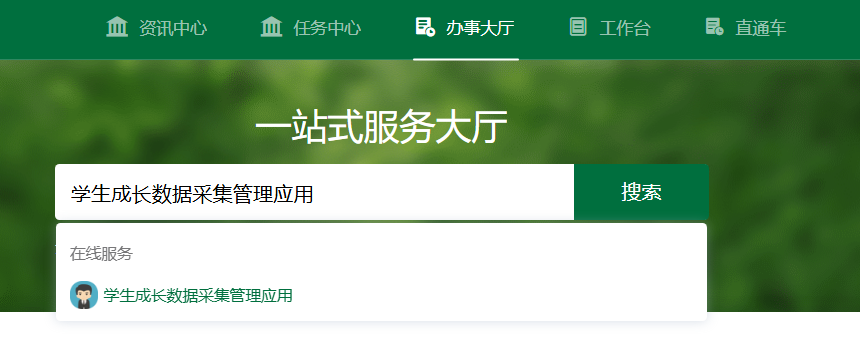 资讯中心 任务中心 办事大厅 工作台 直通车
一站式服务大厅
学生成长数据采集管理应用 搜索
在线服务
学生成长数据采集管理应用